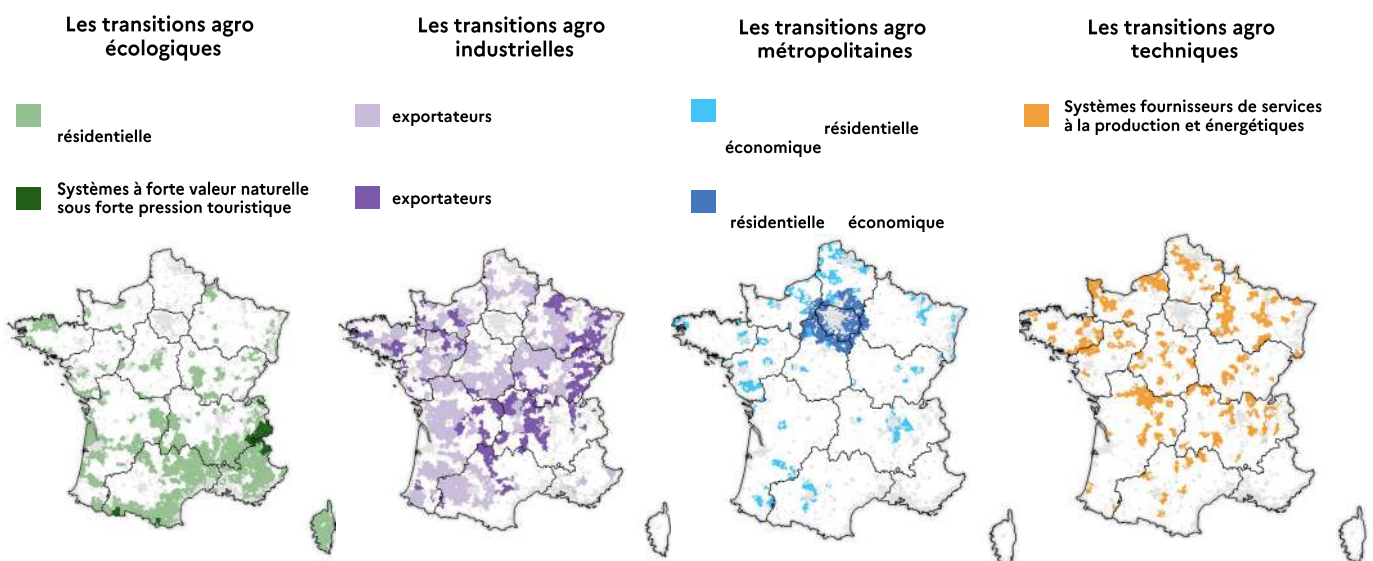 Les transitions agro
écologiques
résidentielle
Systèmes à forte valeur naturelle
sous forte pression touristique
Les transitions agro
industrielles
exportateurs
exportateurs
Les transitions agro
métropolitaines
résidentielle
économique
résidentielle économique
Les transitions agro
techniques
Systèmes fournisseurs de services
à la production et énergétiques